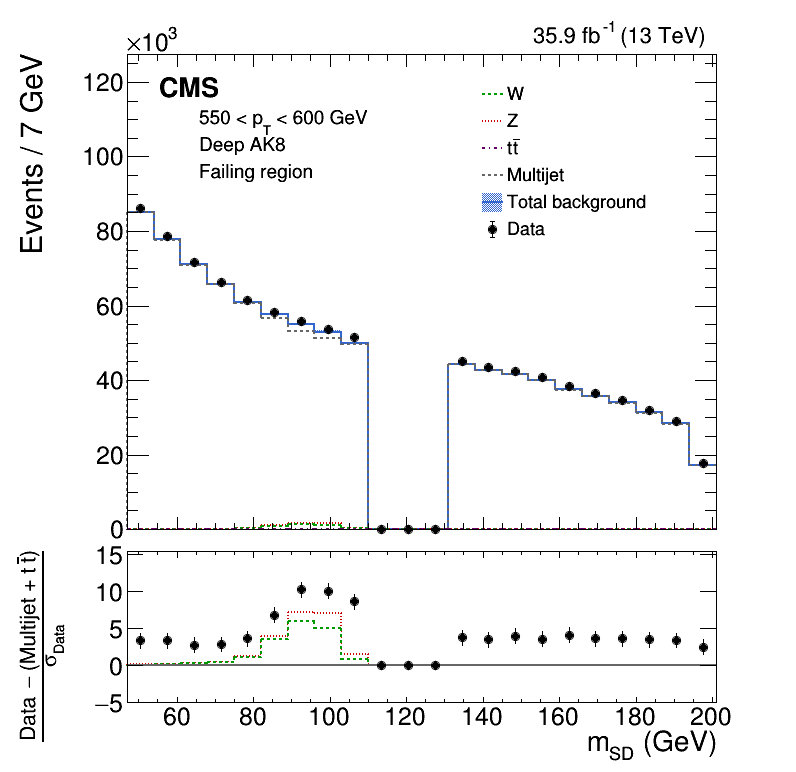 ×10³
35.9 fb⁻¹ (13 TeV)
CMS
550 < p_T < 600 GeV
Deep AK8
Failing region
W
Z
tt̄
Multijet
Total background
Data
Events / 7 GeV
120
100
80
60
40
20
0
15
10
5
0
−5
Data − (Multijet + t t̄)
σ_Data
60 80 100 120 140 160 180 200
m_SD (GeV)